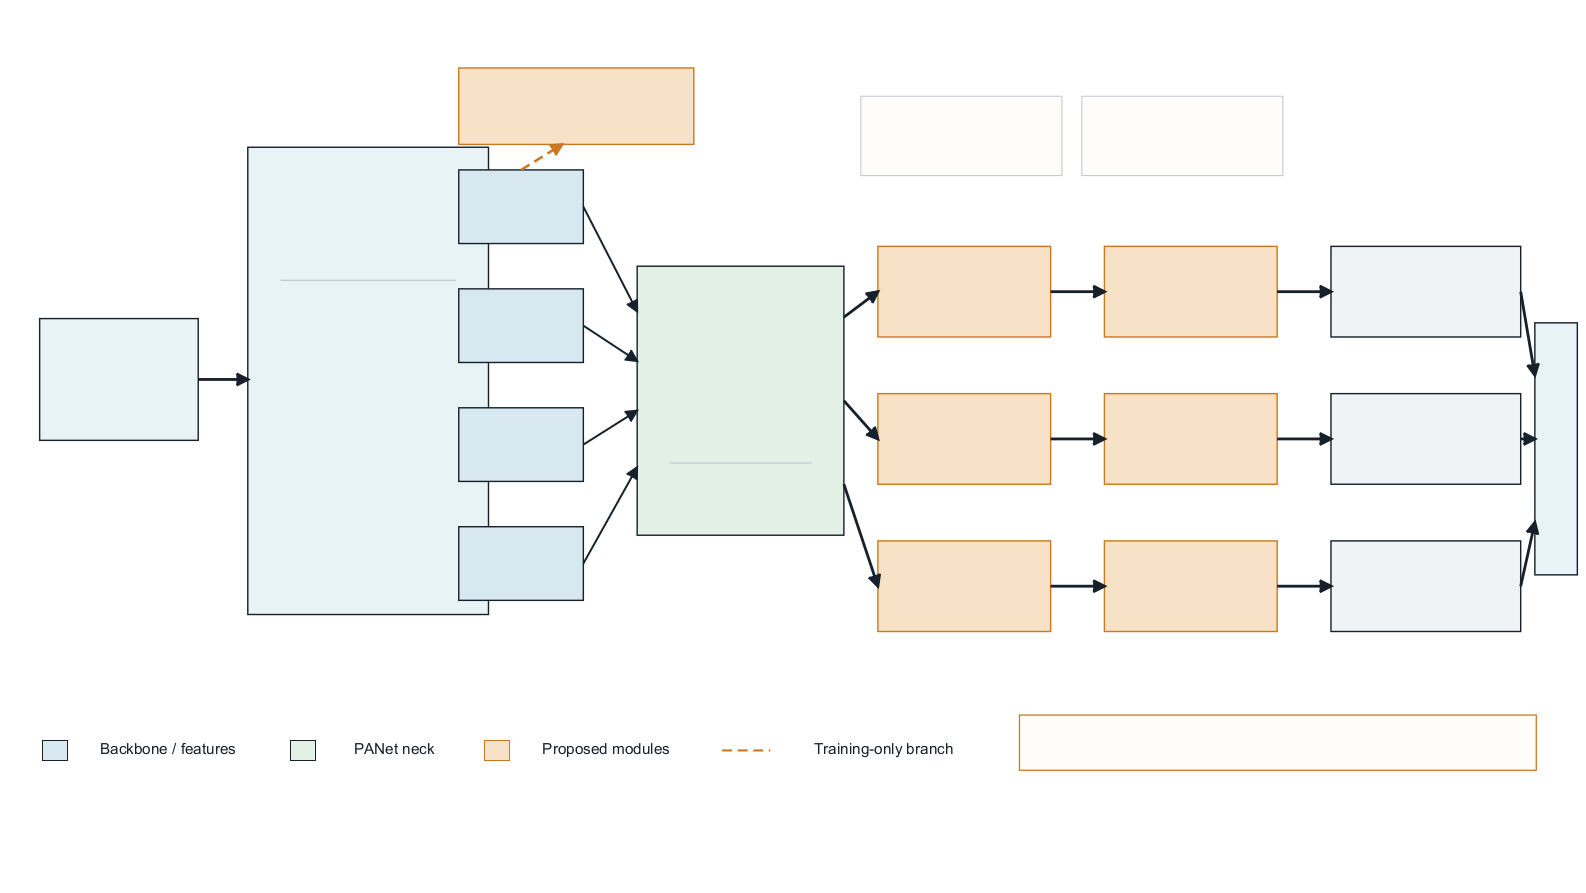 Backbone / features
PANet neck
Proposed modules
Training-only branch